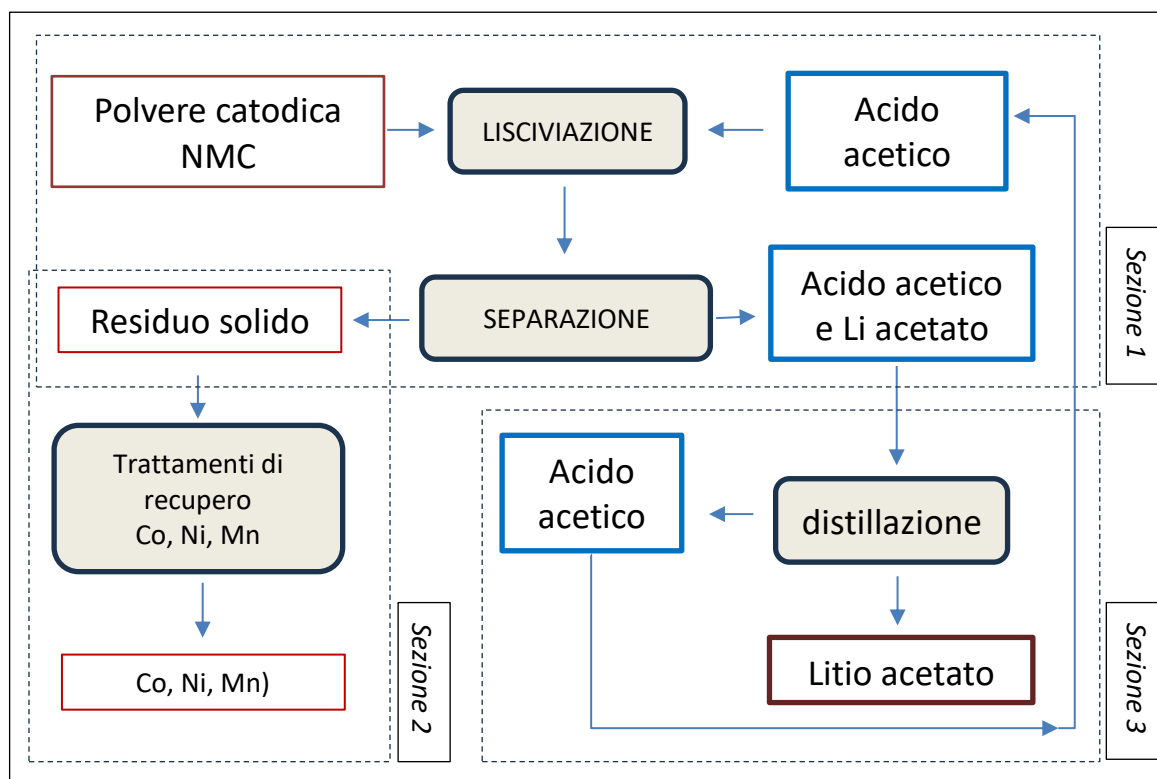 Polvere catodica
NMC
LISCIVIAZIONE
Acido
acetico
Residuo solido
SEPARAZIONE
Acido acetico
e Li acetato
Sezione 1
Trattamenti di
recupero
Co, Ni, Mn
Acido
acetico
distillazione
Co, Ni, Mn)
Sezione 2
Litio acetato
Sezione 3